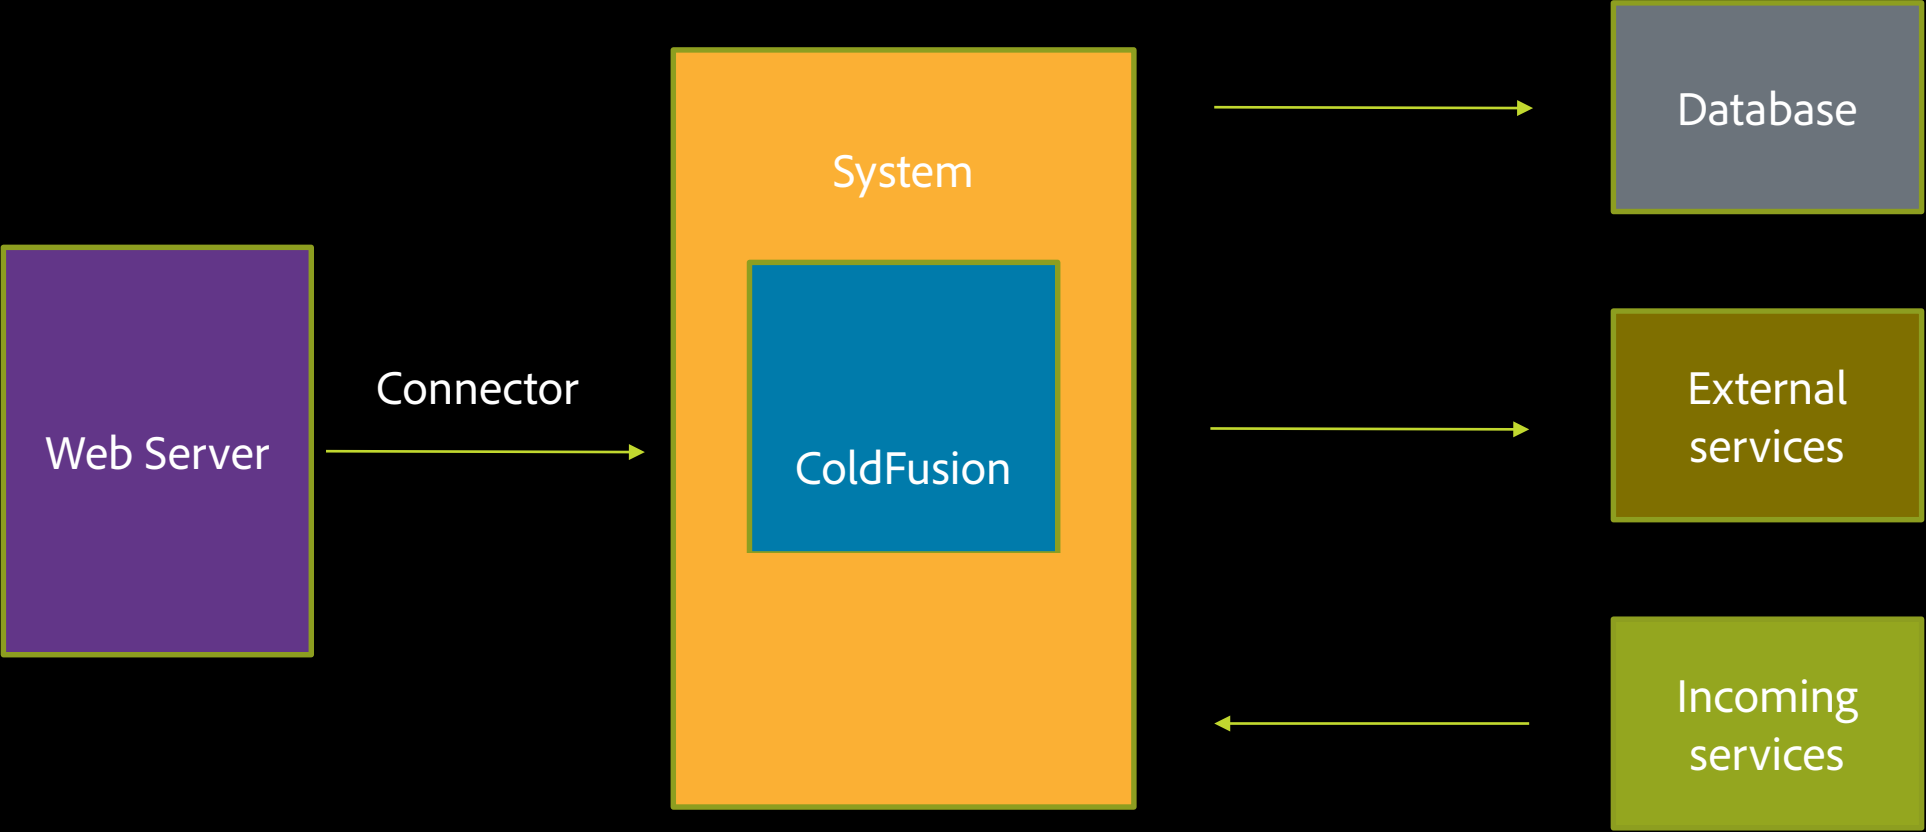 Web Server
Connector
System
ColdFusion
Database
External
services
Incoming
services